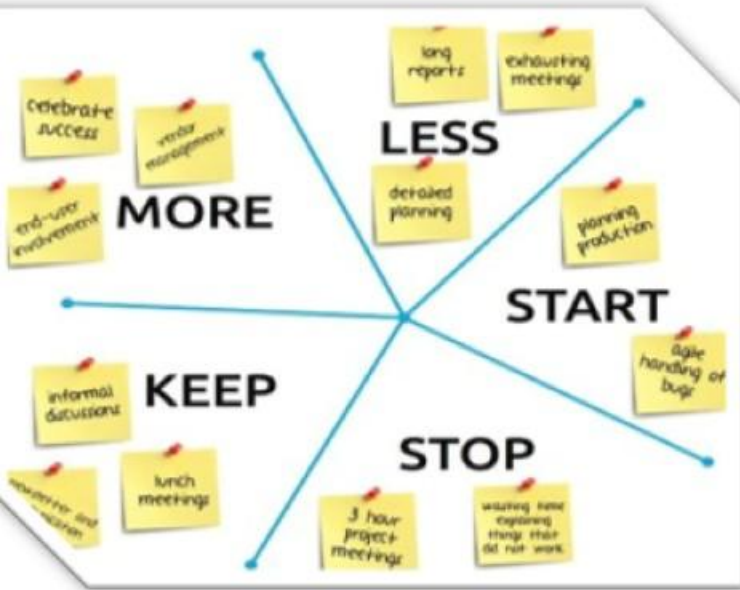 long
reports
exhausting
meetings
LESS
detailed
planning
celebrate
success
vendor
management
end-user
involvement
MORE
planning
production
START
agile
handling of
bugs
KEEP
informal
discussions
lunch
meetings
newsletter and
STOP
3 hour
project
meetings
wasting time
explaining
things that
did not work